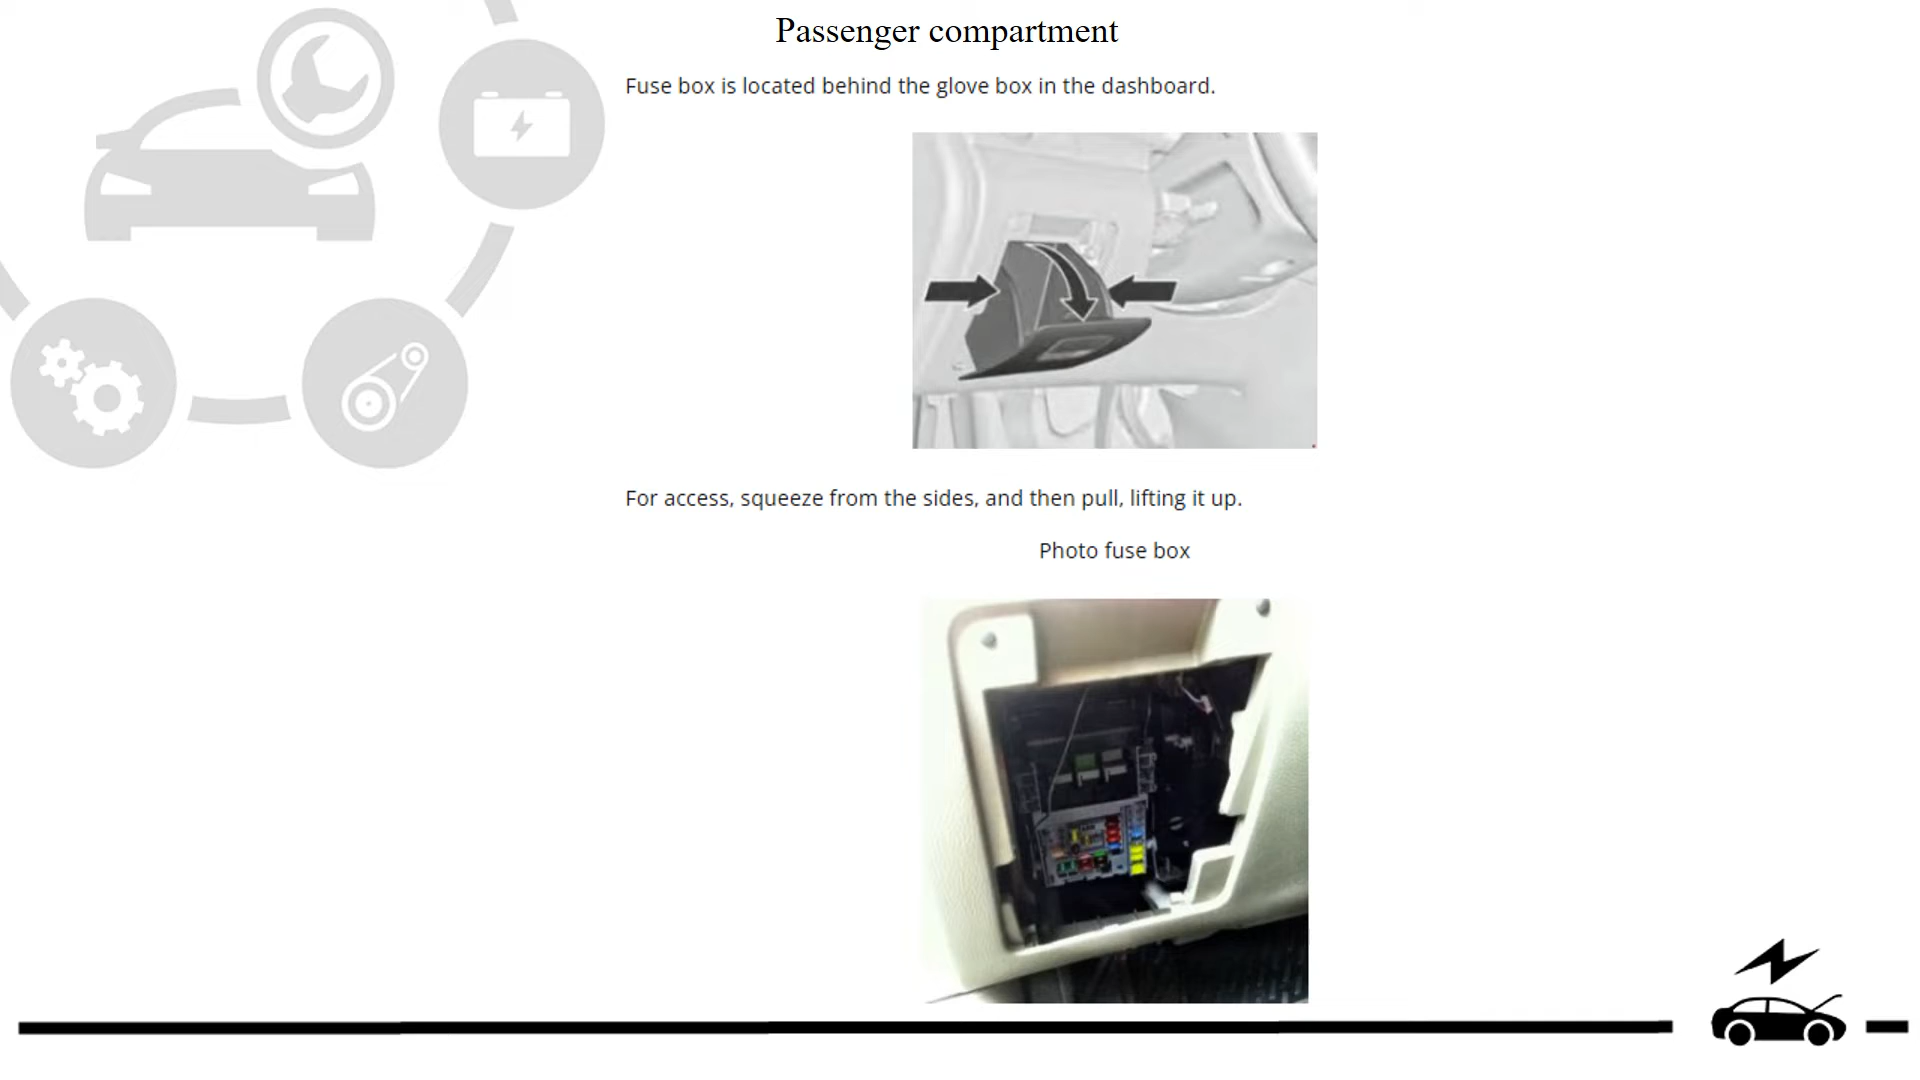 Passenger compartment
Fuse box is located behind the glove box in the dashboard.
For access, squeeze from the sides, and then pull, lifting it up.
Photo fuse box